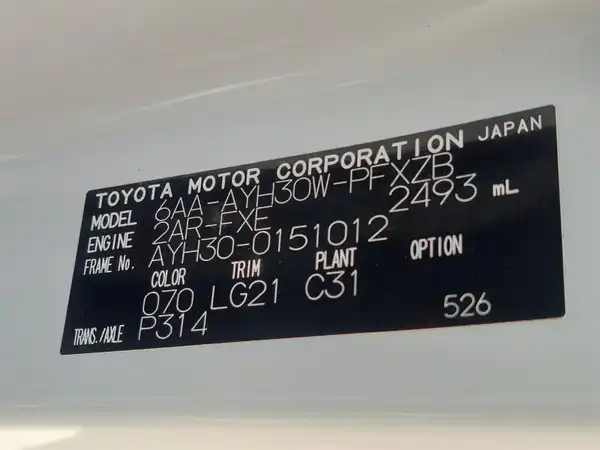 TOYOTA MOTOR CORPORATION JAPAN
MODEL 6AA-AYH30W-PFXZB
ENGINE 2AR-FXE 2493 mL
FRAME No. AYH30-0151012
COLOR TRIM PLANT OPTION
070 LG21 C31
TRANS./AXLE P314 526